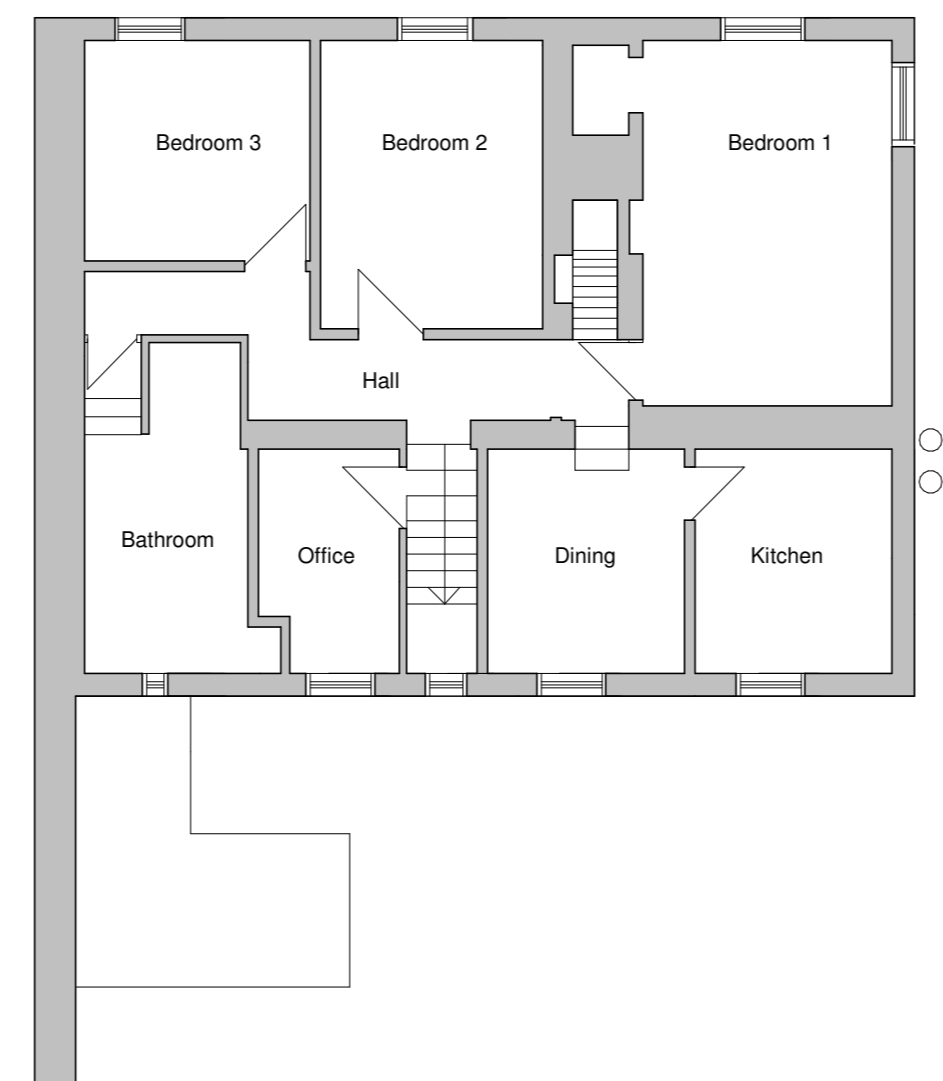 Bedroom 3
Bedroom 2
Bedroom 1
Hall
Bathroom
Office
Dining
Kitchen